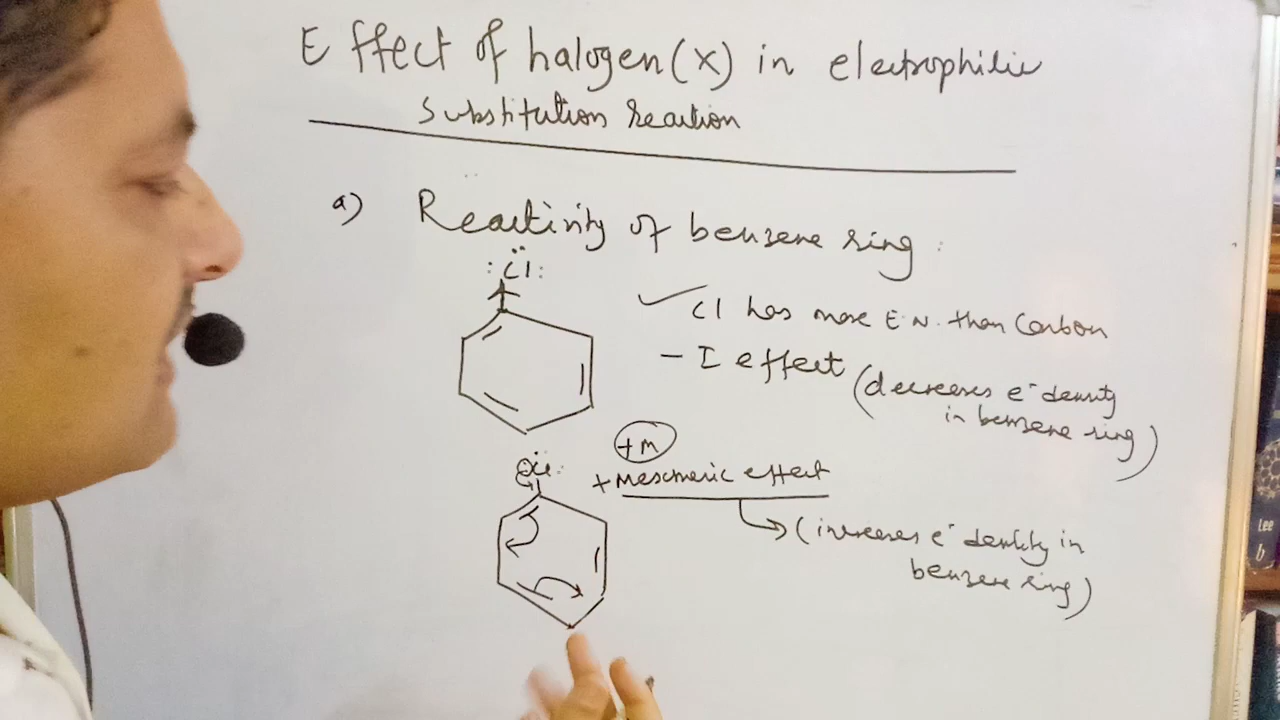 Effect of halogen (X) in electrophilic
substitution reaction
a) Reactivity of benzene ring :
:Cl:
✓ Cl has more E.N. than Carbon
- I effect (decreases e⁻ density
in benzene ring)
+M
+ Mesomeric effect
(increases e⁻ density in
benzene ring)
Lee